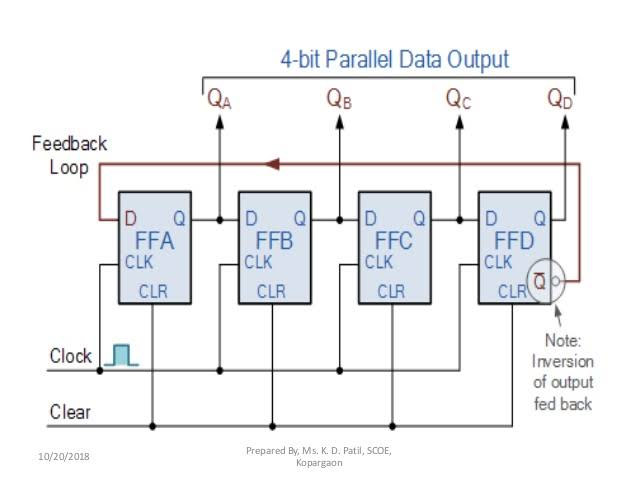 4-bit Parallel Data Output
QA QB QC QD
Feedback
Loop
D Q D Q D Q D Q
FFA FFB FFC FFD
CLK CLK CLK CLK
Q̅
CLR CLR CLR CLR
Clock
Note:
Inversion
of output
fed back
Clear
10/20/2018
Prepared By, Ms. K. D. Patil, SCOE,
Kopargaon